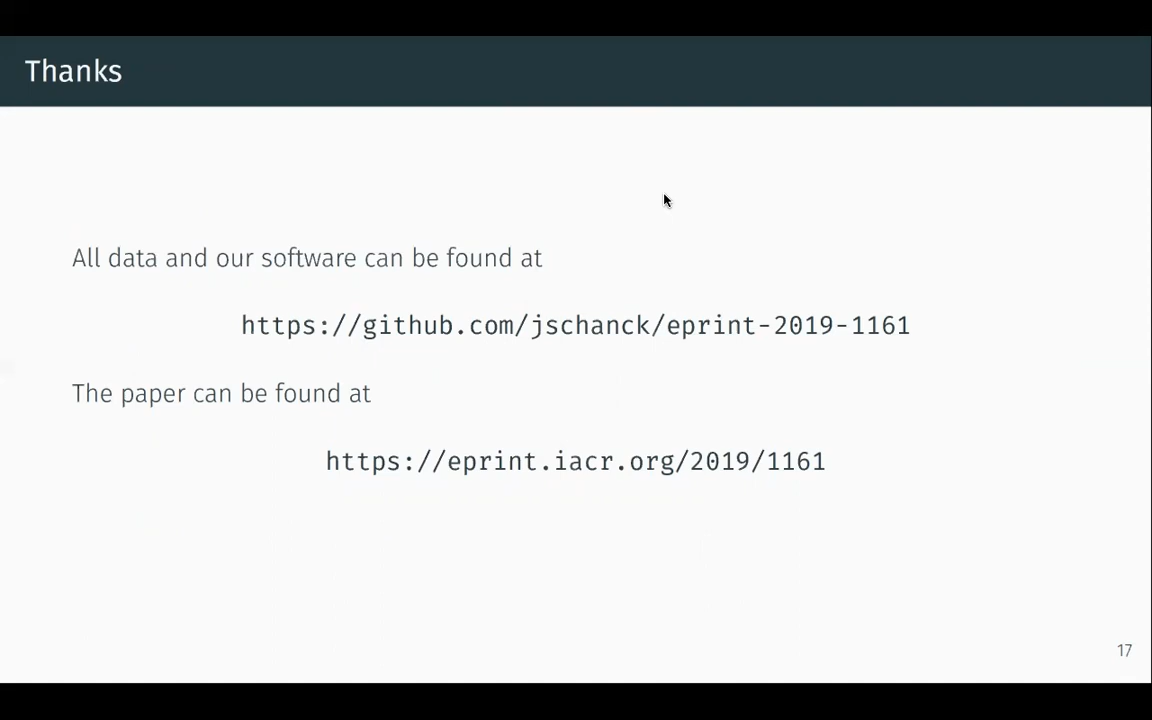 Thanks
All data and our software can be found at
https://github.com/jschanck/eprint-2019-1161
The paper can be found at
https://eprint.iacr.org/2019/1161
17